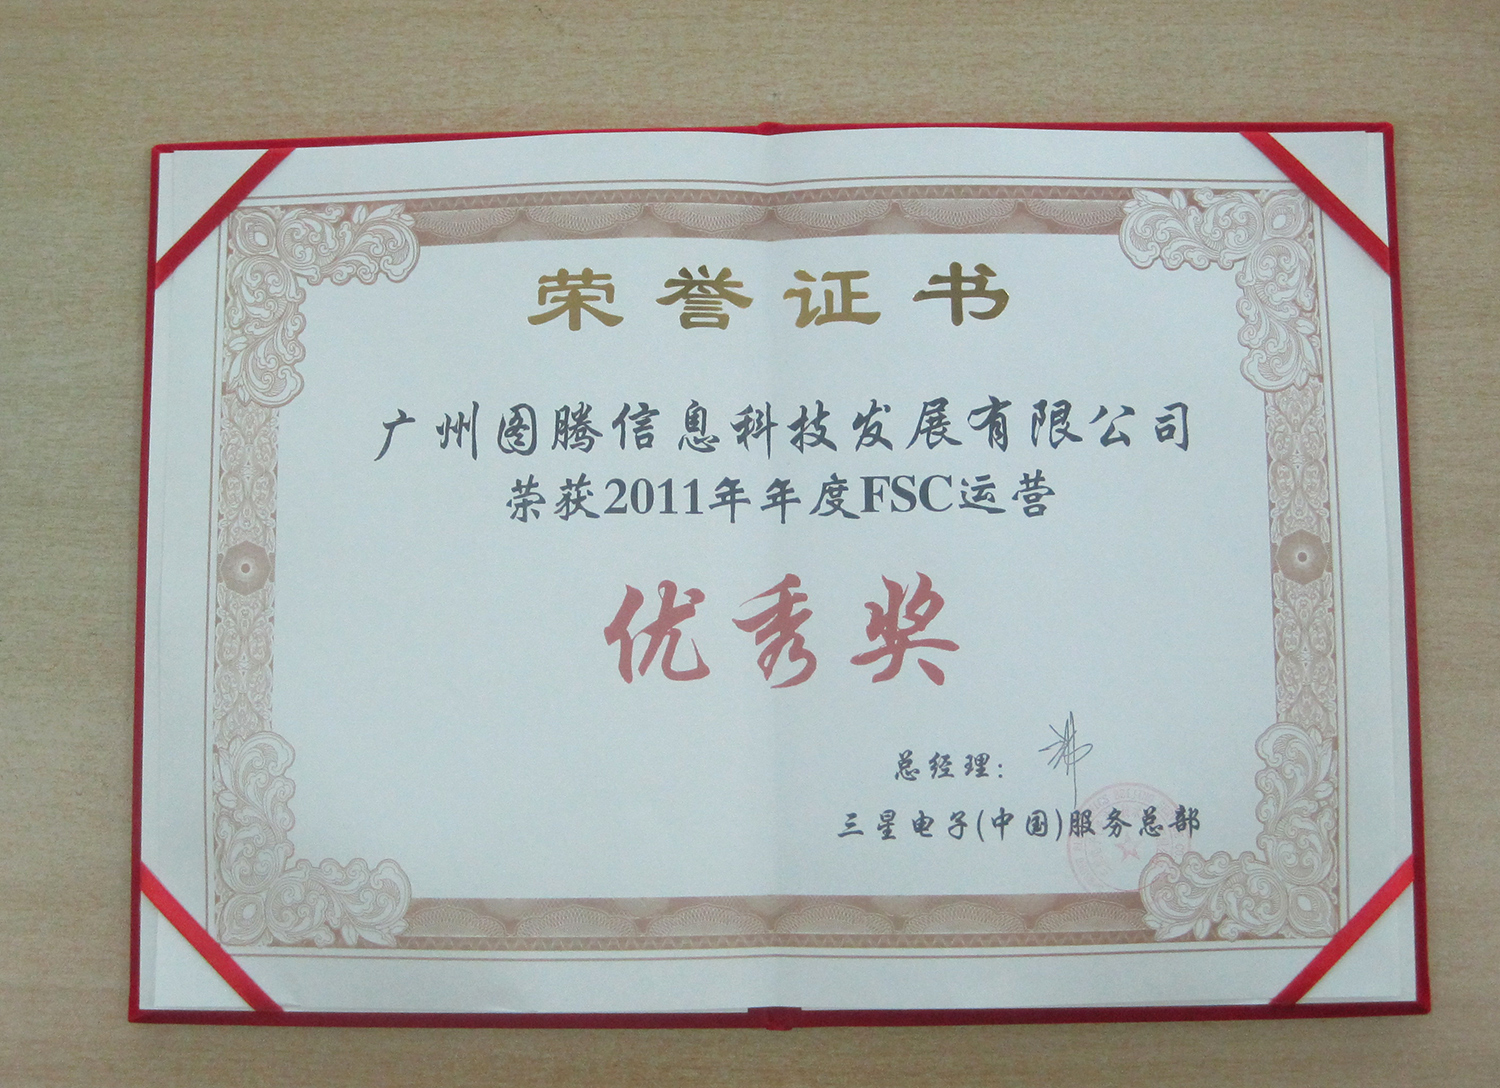 荣誉证书
广州图腾信息科技发展有限公司
荣获2011年年度FSC运营
优秀奖
总经理：
三星电子(中国)服务总部